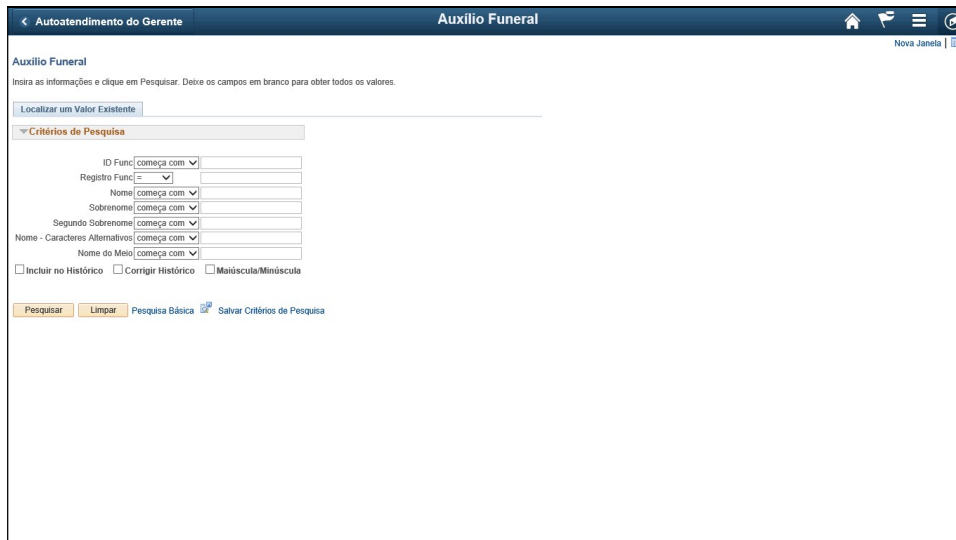 Autoatendimento do Gerente Auxílio Funeral
Nova Janela
Auxílio Funeral
Insira as informações e clique em Pesquisar. Deixe os campos em branco para obter todos os valores.
Localizar um Valor Existente
Critérios de Pesquisa
ID Func começa com
Registro Func =
Nome começa com
Sobrenome começa com
Segundo Sobrenome começa com
Nome - Caracteres Alternativos começa com
Nome do Meio começa com
Incluir no Histórico Corrigir Histórico Maiúscula/Minúscula
Pesquisar Limpar Pesquisa Básica Salvar Critérios de Pesquisa